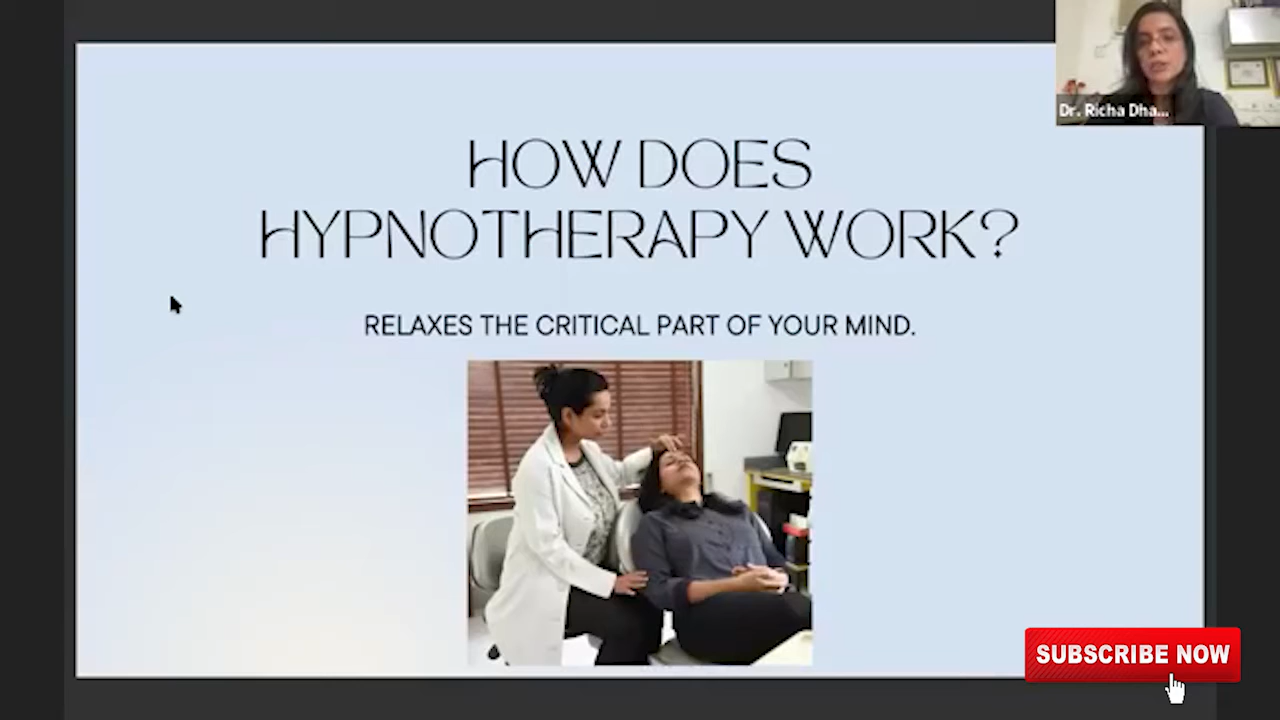 HOW DOES
HYPNOTHERAPY WORK?
RELAXES THE CRITICAL PART OF YOUR MIND.
Dr. Richa Dha...
SUBSCRIBE NOW